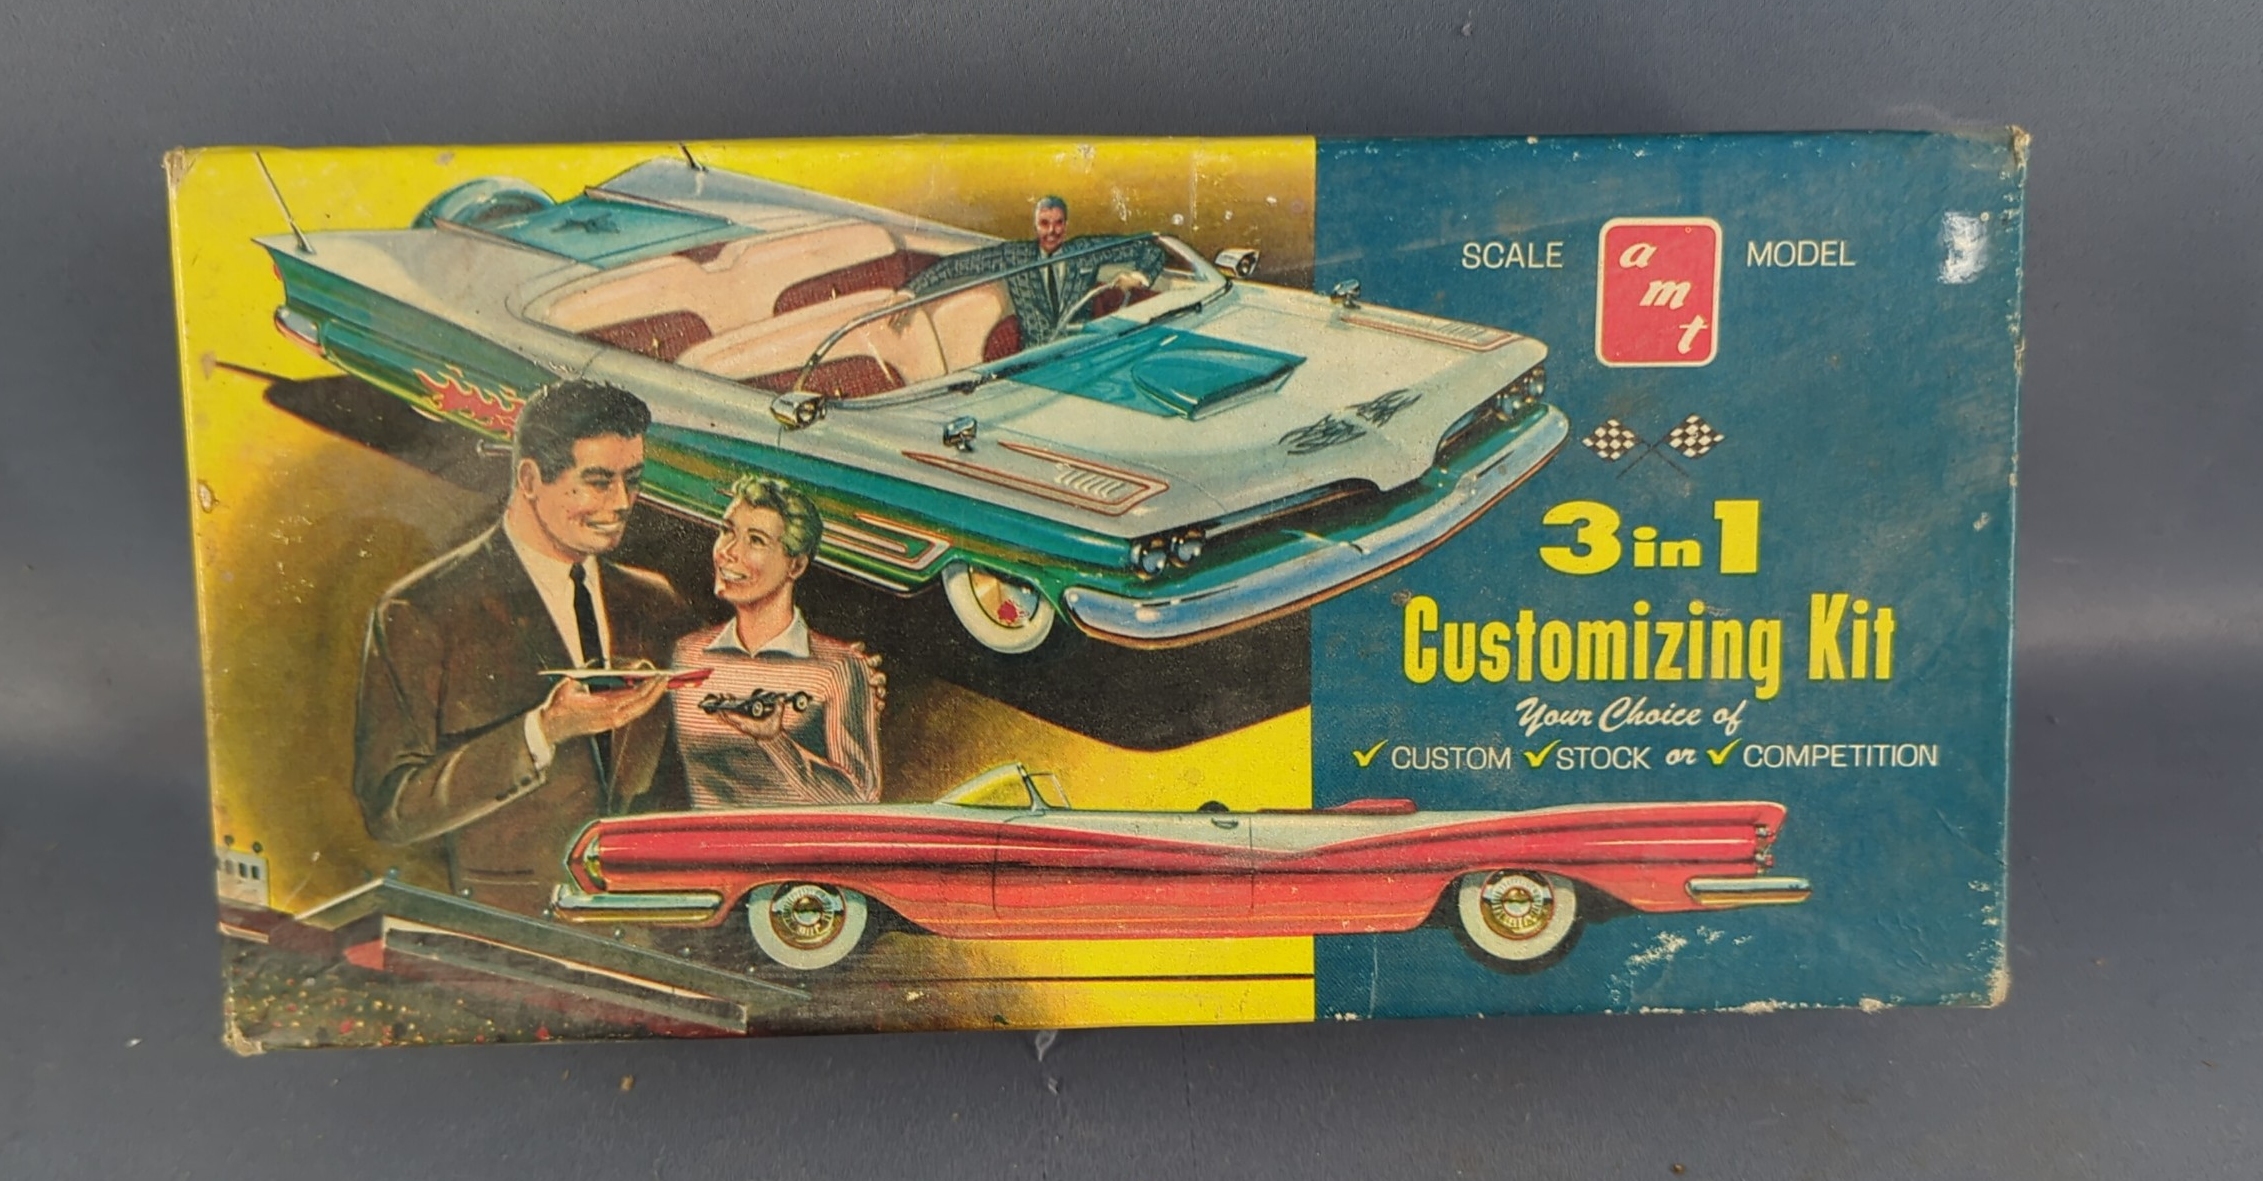 SCALE amt MODEL
3 in 1
Customizing Kit
Your Choice of
✓ CUSTOM ✓ STOCK or ✓ COMPETITION